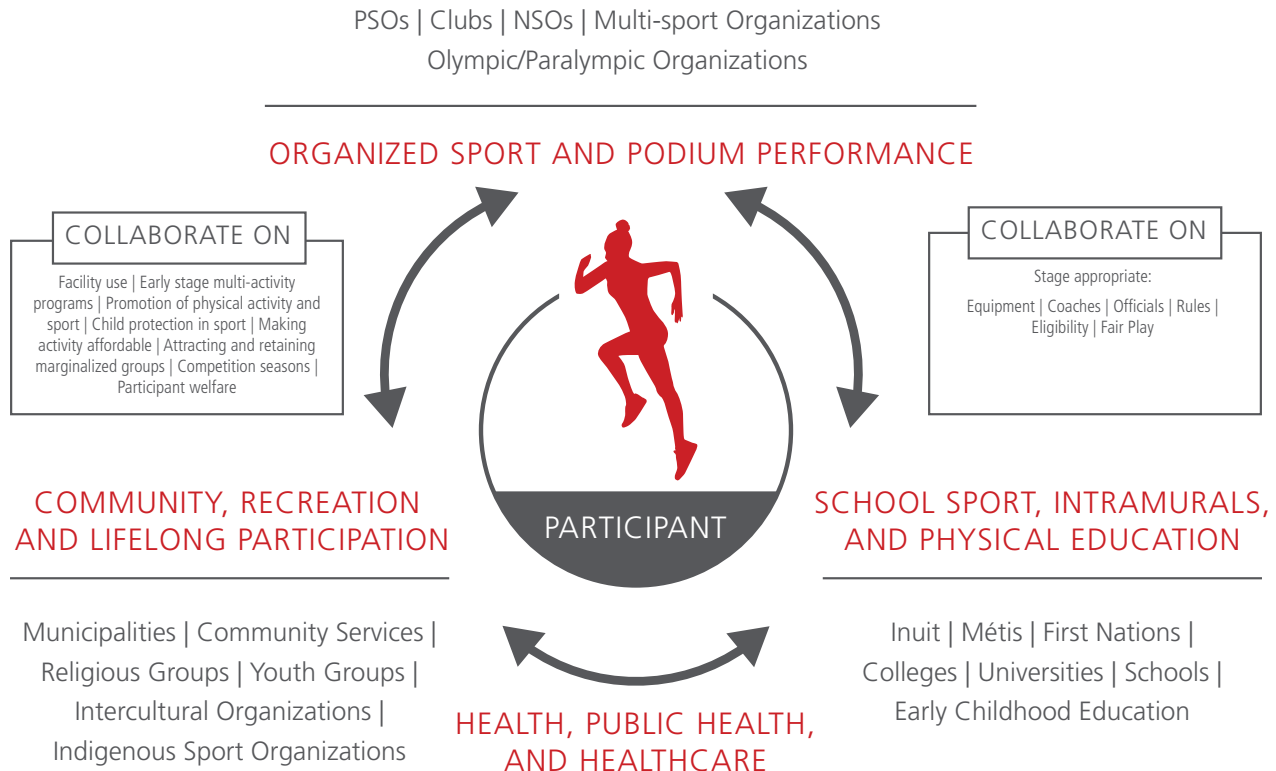 PSOs | Clubs | NSOs | Multi-sport Organizations
Olympic/Paralympic Organizations
ORGANIZED SPORT AND PODIUM PERFORMANCE
COLLABORATE ON
Facility use | Early stage multi-activity
programs | Promotion of physical activity and
sport | Child protection in sport | Making
activity affordable | Attracting and retaining
marginalized groups | Competition seasons |
Participant welfare
COLLABORATE ON
Stage appropriate:
Equipment | Coaches | Officials | Rules |
Eligibility | Fair Play
PARTICIPANT
COMMUNITY, RECREATION
AND LIFELONG PARTICIPATION
Municipalities | Community Services |
Religious Groups | Youth Groups |
Intercultural Organizations |
Indigenous Sport Organizations
SCHOOL SPORT, INTRAMURALS,
AND PHYSICAL EDUCATION
Inuit | Métis | First Nations |
Colleges | Universities | Schools |
Early Childhood Education
HEALTH, PUBLIC HEALTH,
AND HEALTHCARE